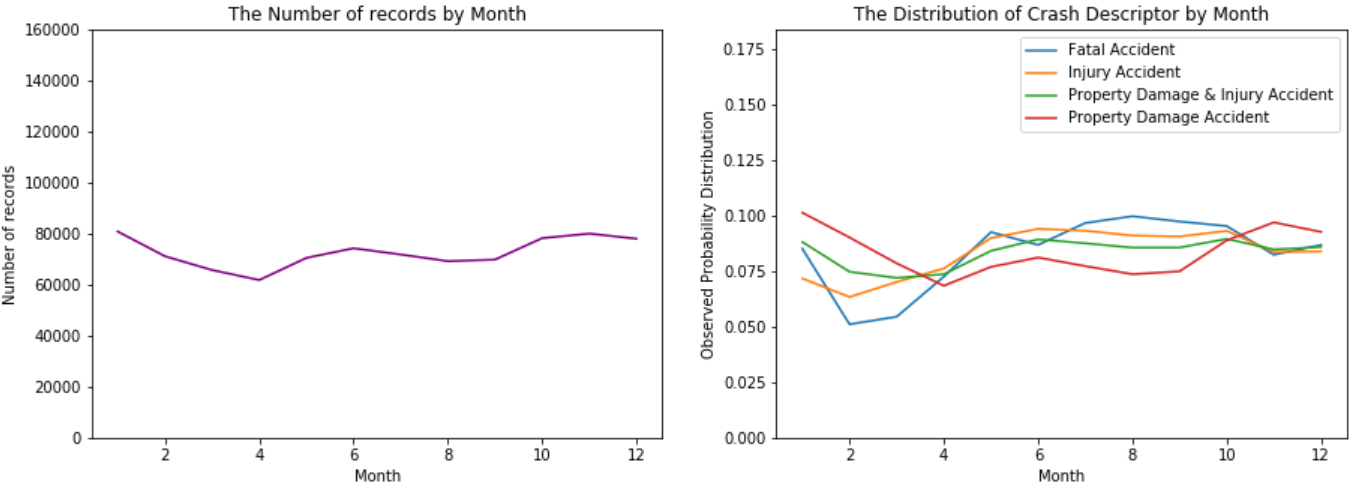 The Number of records by Month
160000
140000
120000
100000
80000
60000
40000
20000
0
Number of records
2 4 6 8 10 12
Month
The Distribution of Crash Descriptor by Month
0.175
0.150
0.125
0.100
0.075
0.050
0.025
0.000
Observed Probability Distribution
Fatal Accident
Injury Accident
Property Damage & Injury Accident
Property Damage Accident
2 4 6 8 10 12
Month